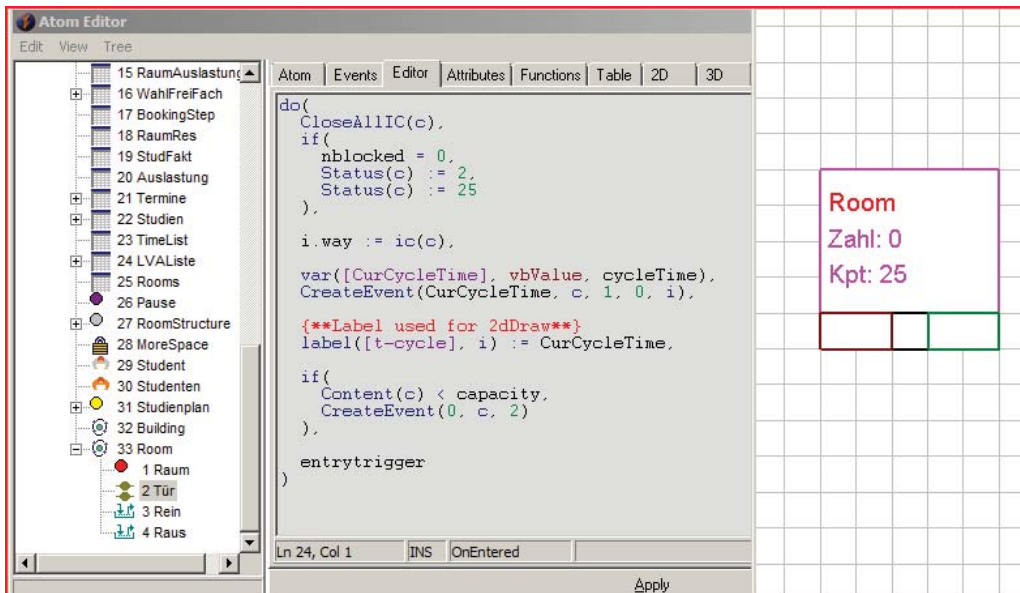 Atom Editor
Edit View Tree
15 RaumAuslastung
16 WahlFreiFach
17 BookingStep
18 RaumRes
19 StudFakt
20 Auslastung
21 Termine
22 Studien
23 TimeList
24 LVAListe
25 Rooms
26 Pause
27 RoomStructure
28 MoreSpace
29 Student
30 Studenten
31 Studienplan
32 Building
33 Room
1 Raum
2 Tür
3 Rein
4 Raus
Atom Events Editor Attributes Functions Table 2D 3D
do(
CloseAllIC(c),
if(
nblocked = 0,
Status(c) := 2,
Status(c) := 25
),
i.way := ic(c),
var([CurCycleTime], vbValue, cycleTime),
CreateEvent(CurCycleTime, c, 1, 0, i),
{**Label used for 2dDraw**}
label([t-cycle], i) := CurCycleTime,
if(
Content(c) < capacity,
CreateEvent(0, c, 2)
),
entrytrigger
)
Ln 24, Col 1 INS OnEntered
Apply
Room
Zahl: 0
Kpt: 25